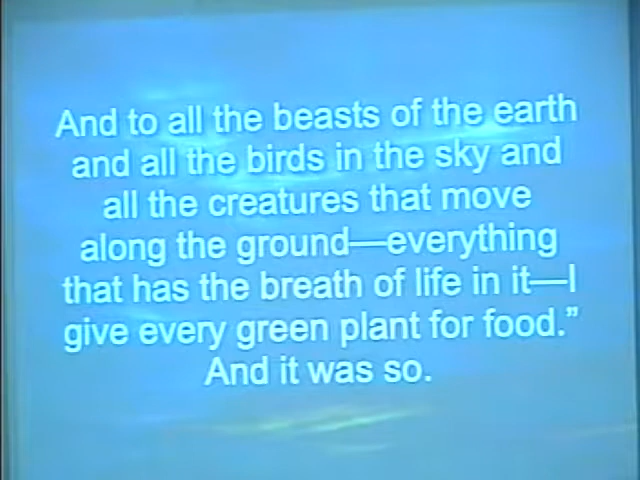 And to all the beasts of the earth
and all the birds in the sky and
all the creatures that move
along the ground—everything
that has the breath of life in it—I
give every green plant for food.”
And it was so.